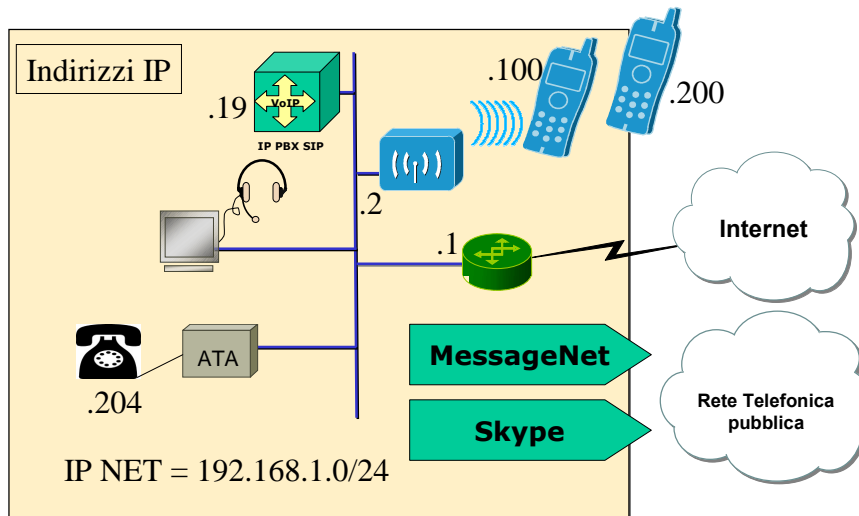 Indirizzi IP
.100
.200
.19
VoIP
IP PBX SIP
.2
.1
Internet
ATA
.204
MessageNet
Skype
Rete Telefonica
pubblica
IP NET = 192.168.1.0/24